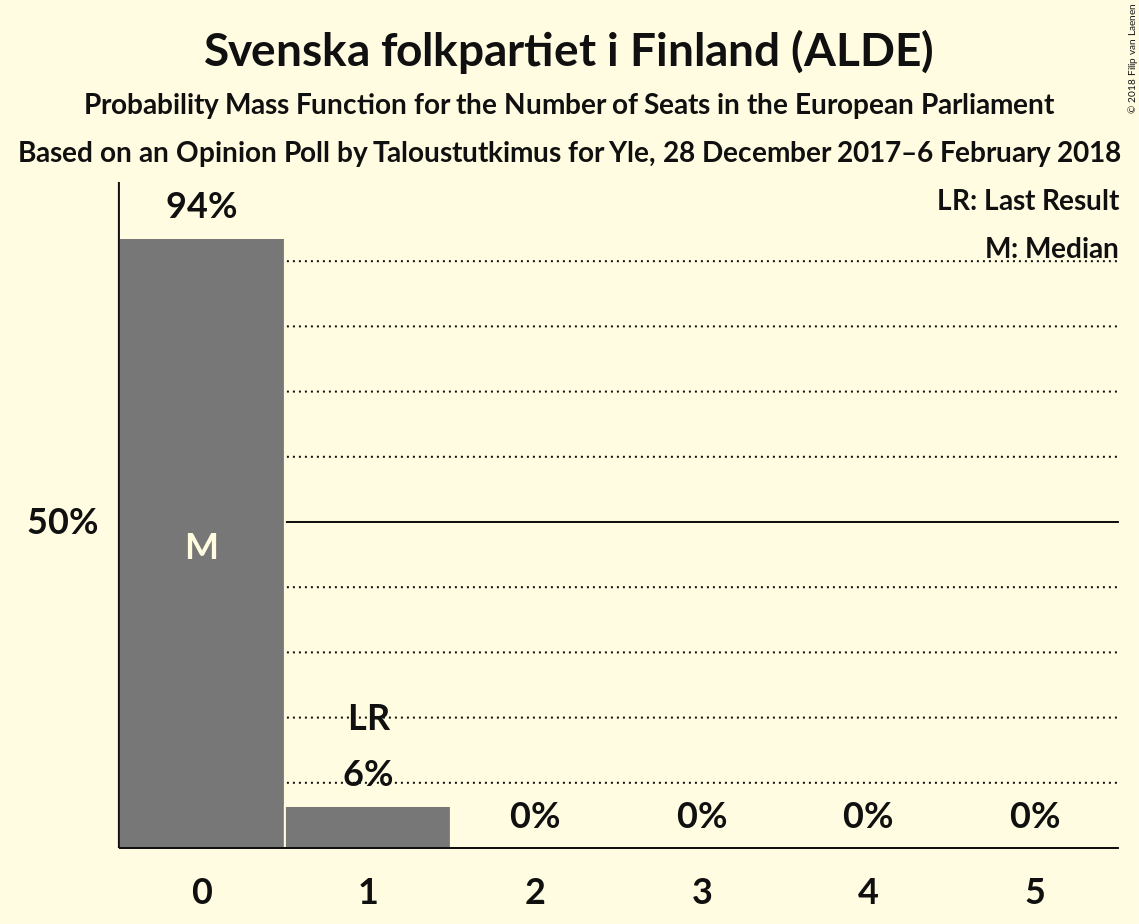 Svenska folkpartiet i Finland (ALDE)
Probability Mass Function for the Number of Seats in the European Parliament
Based on an Opinion Poll by Taloustutkimus for Yle, 28 December 2017–6 February 2018
© 2018 Filip van Laenen
LR: Last Result
M: Median
94%
50%
M
LR
6%
0% 0% 0% 0%
0 1 2 3 4 5